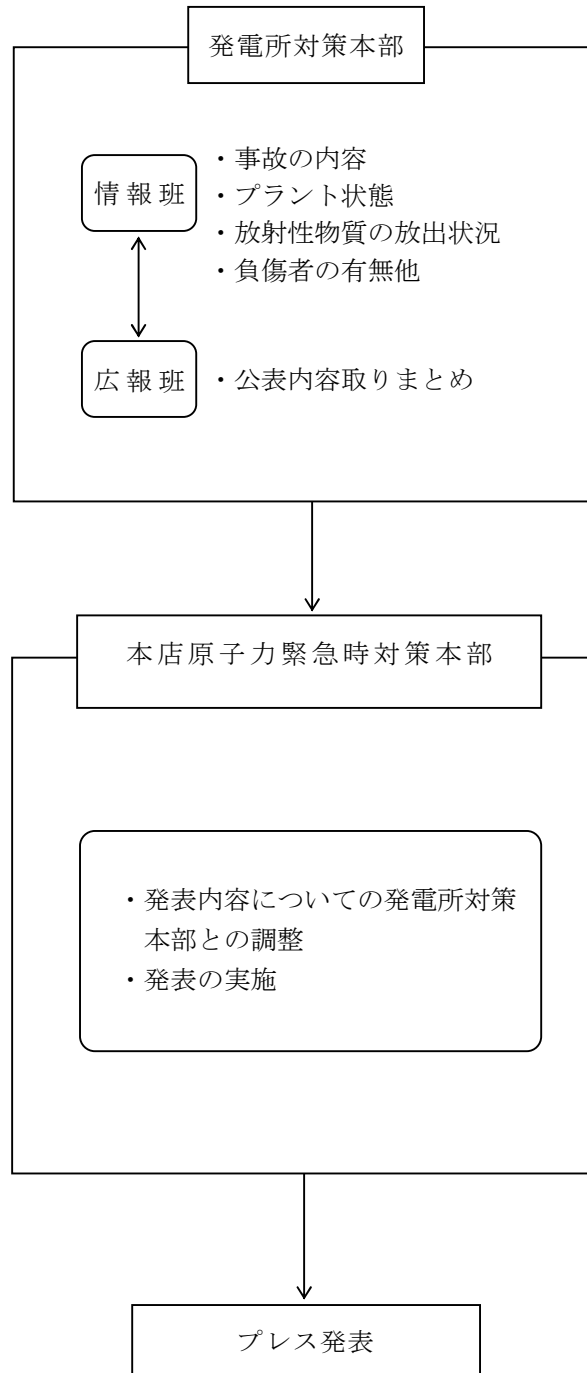 発電所対策本部
情報班
・事故の内容
・プラント状態
・放射性物質の放出状況
・負傷者の有無他
広報班
・公表内容取りまとめ
本店原子力緊急時対策本部
・発表内容についての発電所対策
本部との調整
・発表の実施
プレス発表